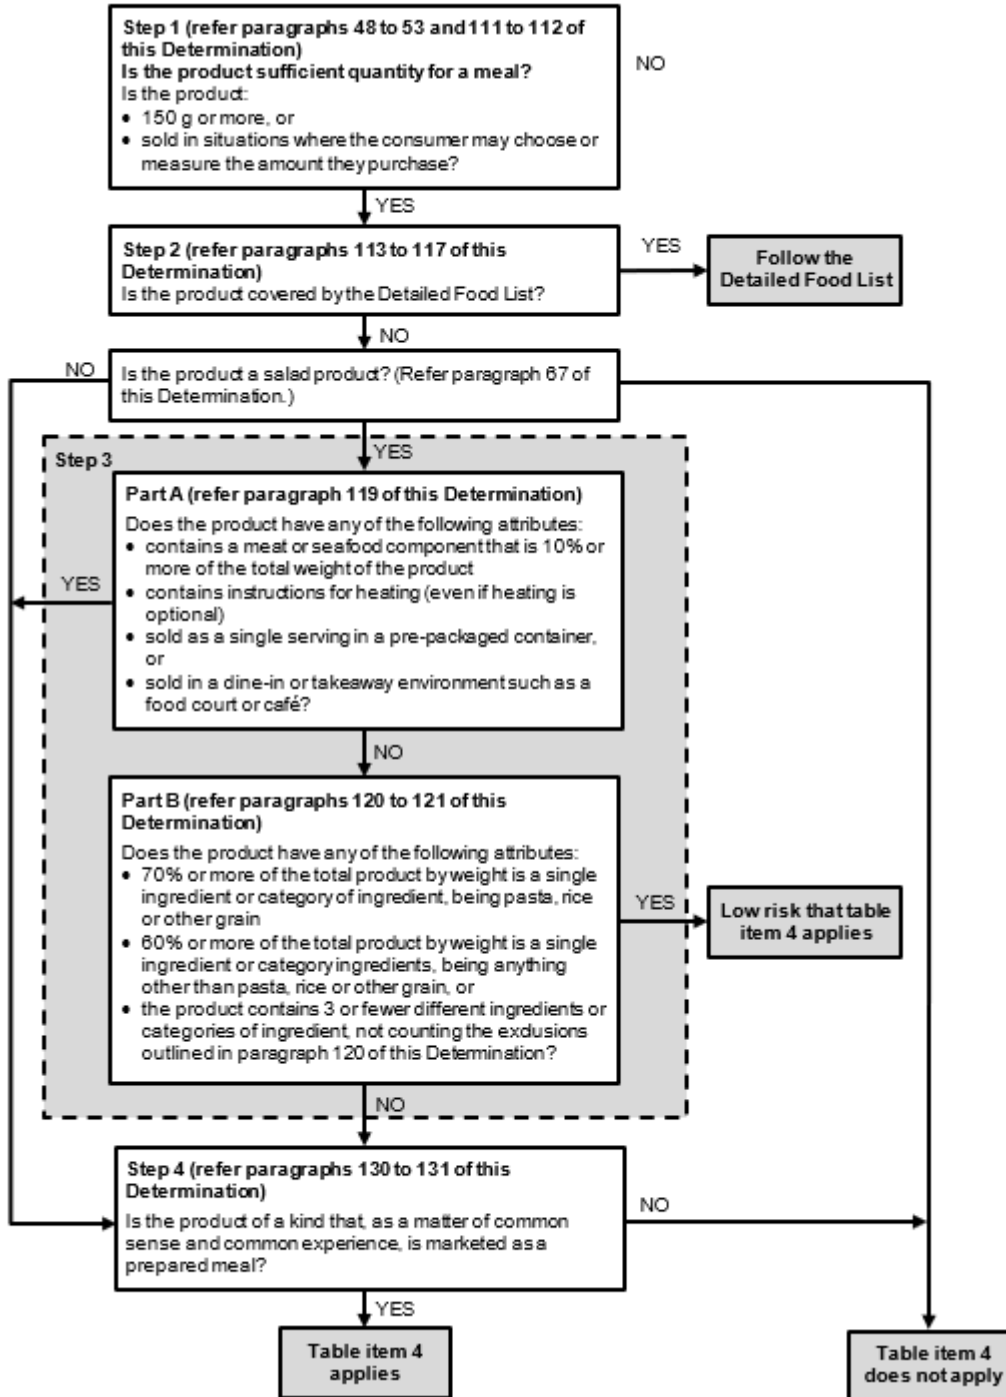 Step 1 (refer paragraphs 48 to 53 and 111 to 112 of
this Determination)
Is the product sufficient quantity for a meal?
Is the product:
• 150 g or more, or
• sold in situations where the consumer may choose or
measure the amount they purchase?
NO
YES
Step 2 (refer paragraphs 113 to 117 of this
Determination)
Is the product covered by the Detailed Food List?
YES
Follow the
Detailed Food List
NO
NO
Is the product a salad product? (Refer paragraph 67 of
this Determination.)
YES
Step 3
Part A (refer paragraph 119 of this Determination)
Does the product have any of the following attributes:
• contains a meat or seafood component that is 10% or
more of the total weight of the product
• contains instructions for heating (even if heating is
optional)
• sold as a single serving in a pre-packaged container,
or
• sold in a dine-in or takeaway environment such as a
food court or café?
YES
NO
Part B (refer paragraphs 120 to 121 of this
Determination)
Does the product have any of the following attributes:
• 70% or more of the total product by weight is a single
ingredient or category of ingredient, being pasta, rice
or other grain
• 60% or more of the total product by weight is a single
ingredient or category ingredients, being anything
other than pasta, rice or other grain, or
• the product contains 3 or fewer different ingredients or
categories of ingredient, not counting the exclusions
outlined in paragraph 120 of this Determination?
YES
Low risk that table
item 4 applies
NO
Step 4 (refer paragraphs 130 to 131 of this
Determination)
Is the product of a kind that, as a matter of common
sense and common experience, is marketed as a
prepared meal?
NO
YES
Table item 4
applies
Table item 4
does not apply